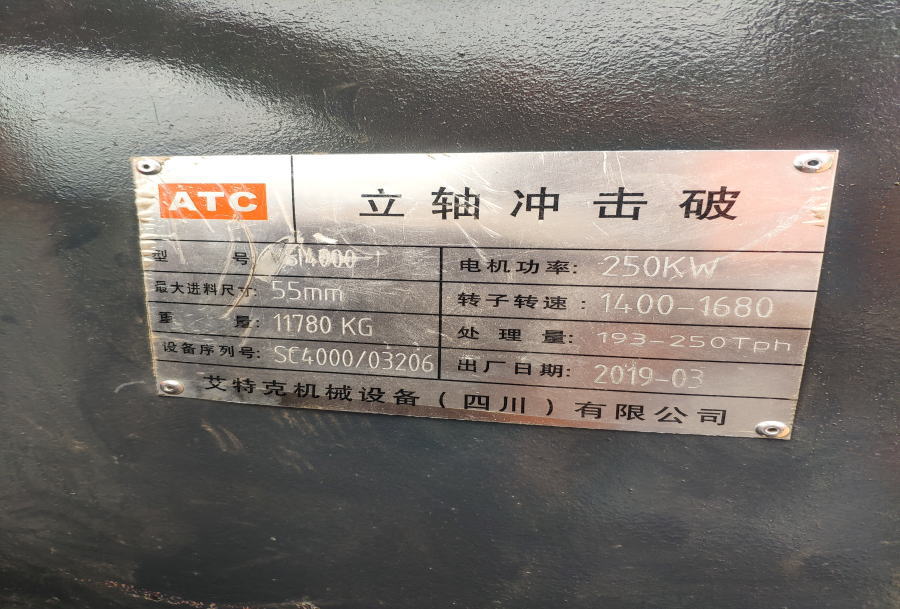 ATC 立轴冲击破
型 号:
电机功率: 250KW
最大进料尺寸: 55mm
转子转速: 1400-1680
重 量: 11780 KG
处 理 量: 193-250Tph
设备序列号: SC4000/03206
出厂日期: 2019-03
艾特克机械设备(四川)有限公司